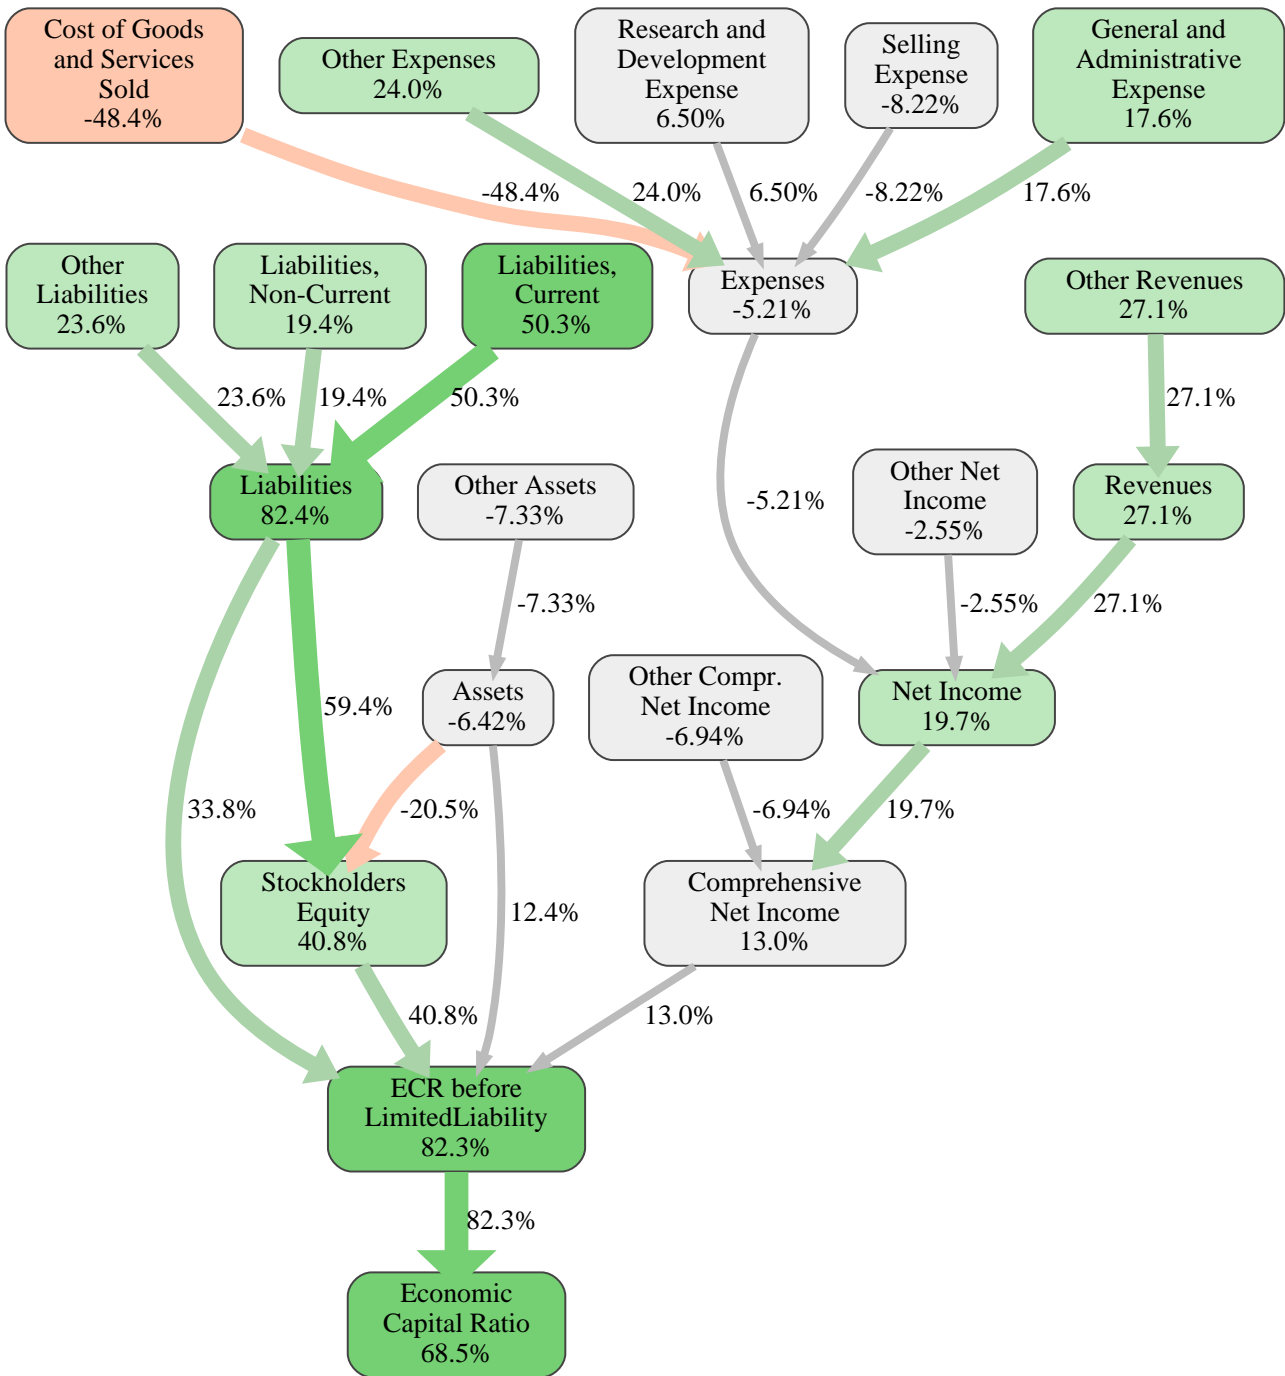 Cost of Goods
and Services
Sold
-48.4%
Other Expenses
24.0%
Research and
Development
Expense
6.50%
Selling
Expense
-8.22%
General and
Administrative
Expense
17.6%
-48.4%
24.0%
6.50%
-8.22%
17.6%
Other
Liabilities
23.6%
Liabilities,
Non-Current
19.4%
Liabilities,
Current
50.3%
Expenses
-5.21%
Other Revenues
27.1%
23.6%
19.4%
50.3%
27.1%
Liabilities
82.4%
Other Assets
-7.33%
-5.21%
Other Net
Income
-2.55%
Revenues
27.1%
-7.33%
-2.55%
27.1%
59.4%
Assets
-6.42%
Other Compr.
Net Income
-6.94%
Net Income
19.7%
33.8%
-20.5%
-6.94%
19.7%
Stockholders
Equity
40.8%
12.4%
Comprehensive
Net Income
13.0%
40.8%
13.0%
ECR before
LimitedLiability
82.3%
82.3%
Economic
Capital Ratio
68.5%